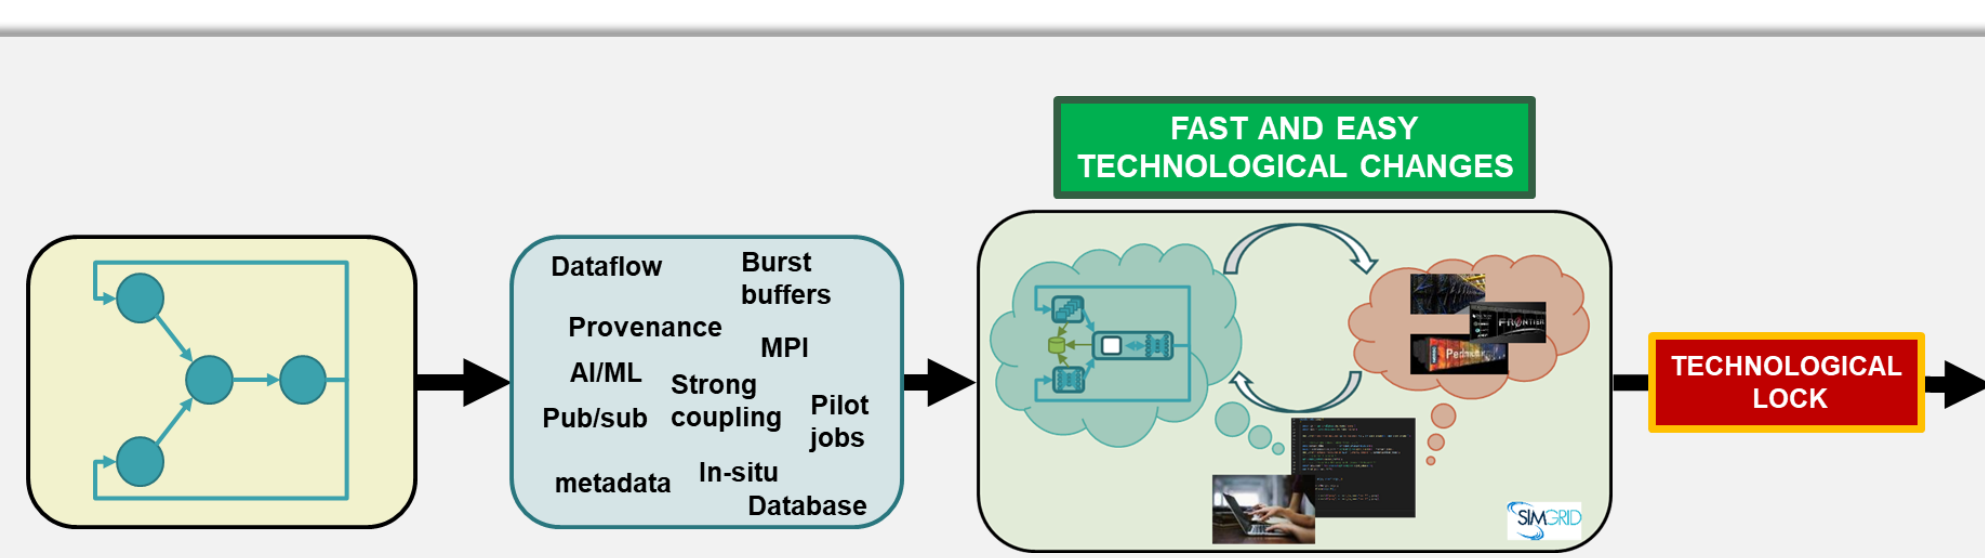 FAST AND EASY
TECHNOLOGICAL CHANGES
Dataflow
Burst
buffers
Provenance
MPI
AI/ML
Strong
coupling
Pub/sub
Pilot
jobs
metadata
In-situ
Database
FRONTIER
SIMGRID
TECHNOLOGICAL
LOCK